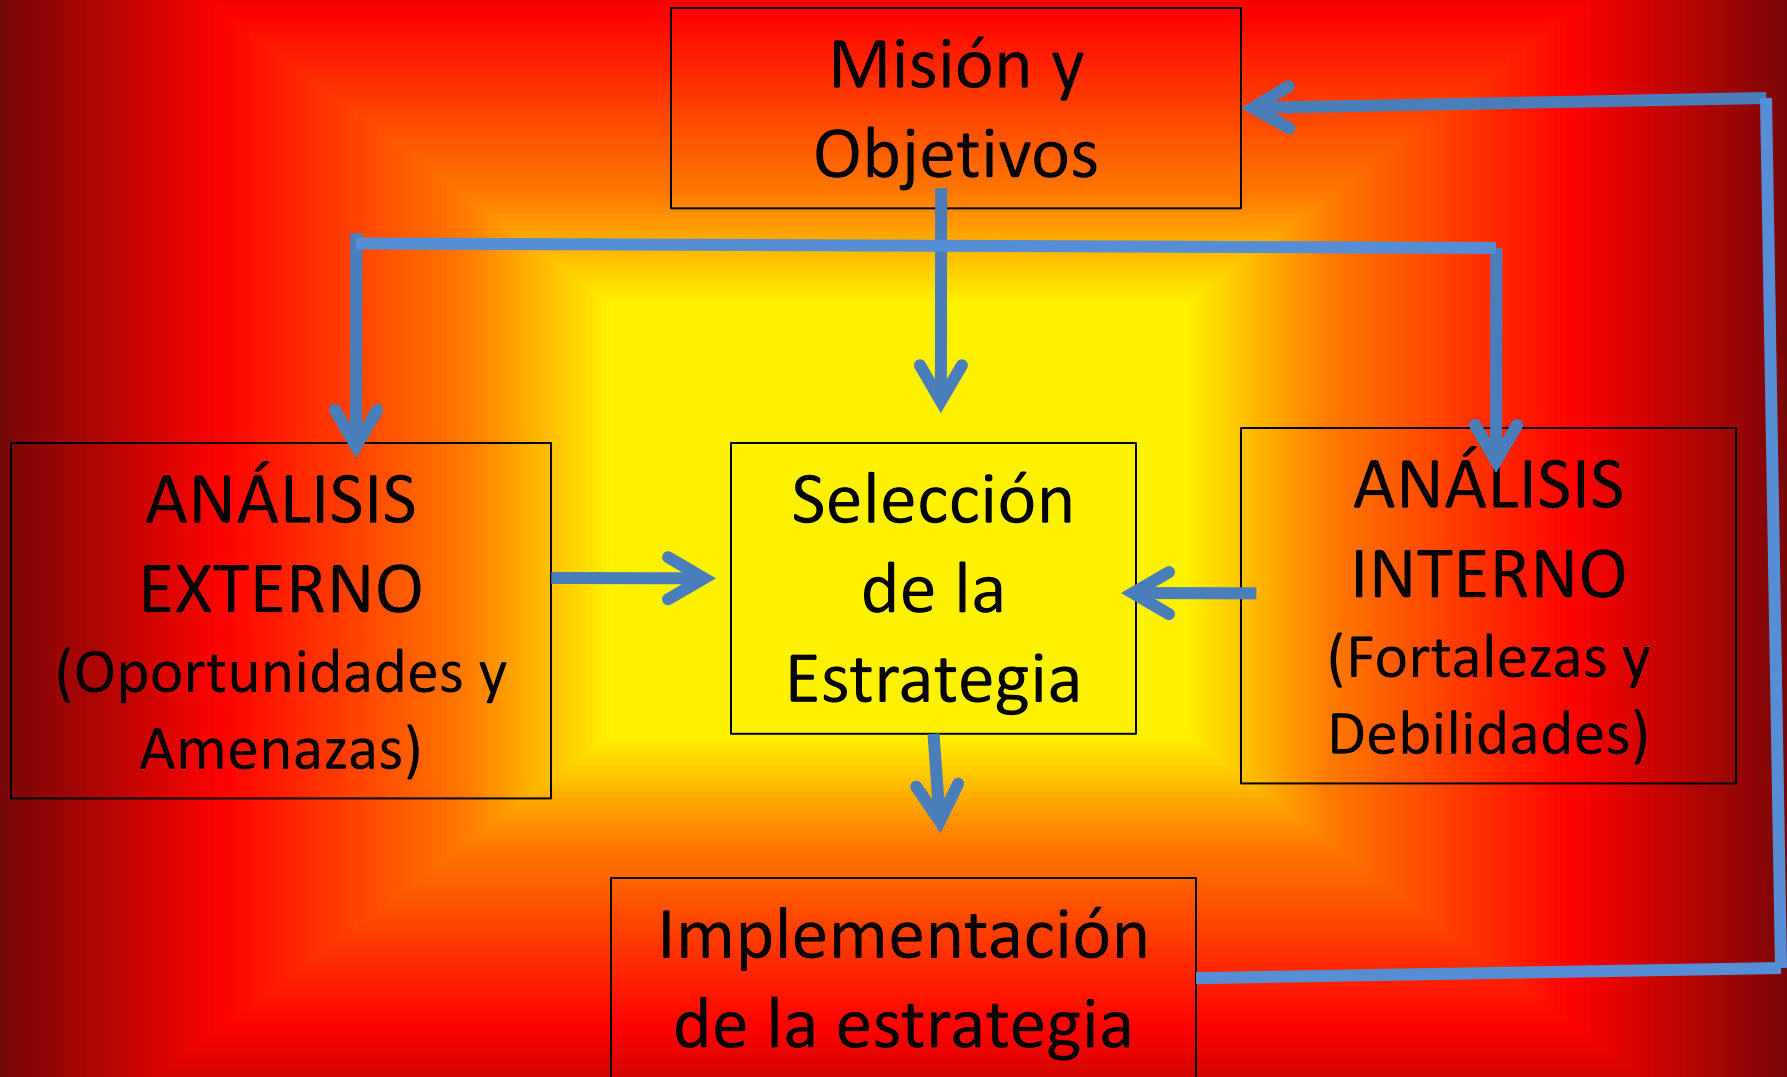 Misión y
Objetivos
ANÁLISIS
EXTERNO
(Oportunidades y
Amenazas)
Selección
de la
Estrategia
ANÁLISIS
INTERNO
(Fortalezas y
Debilidades)
Implementación
de la estrategia